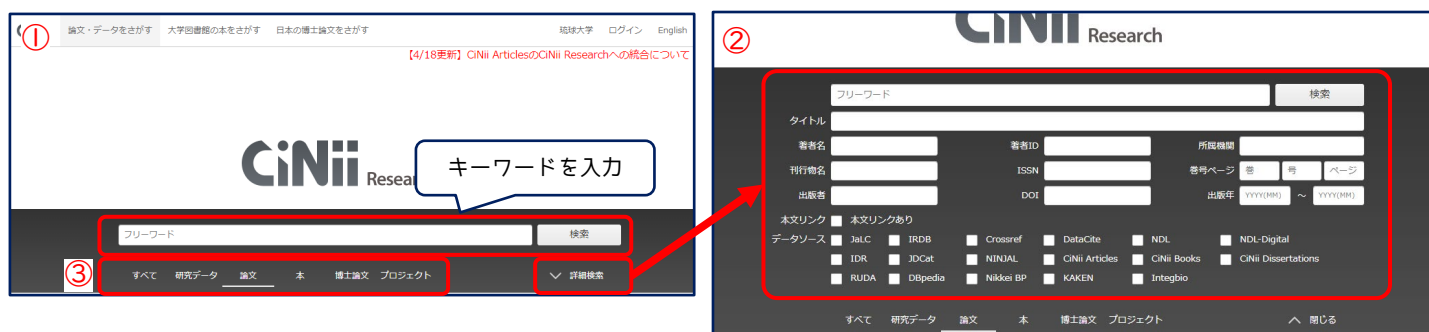 ①
論文・データをさがす 大学図書館の本をさがす 日本の博士論文をさがす 琉球大学 ログイン English
【4/18更新】CiNii ArticlesのCiNii Researchへの統合について
CiNii Resear
キーワードを入力
フリーワード 検索
③
すべて 研究データ 論文 本 博士論文 プロジェクト 詳細検索
②
CiNii Research
フリーワード 検索
タイトル
著者名 著者ID 所属機関
刊行物名 ISSN 巻号ページ 巻 号 ページ
出版者 DOI 出版年 YYYY(MM) ～ YYYY(MM)
本文リンク 本文リンクあり
データソース JaLC IRDB Crossref DataCite NDL NDL-Digital
IDR JDCat NINJAL CiNii Articles CiNii Books CiNii Dissertations
RUDA DBpedia Nikkei BP KAKEN Integbio
すべて 研究データ 論文 本 博士論文 プロジェクト 閉じる